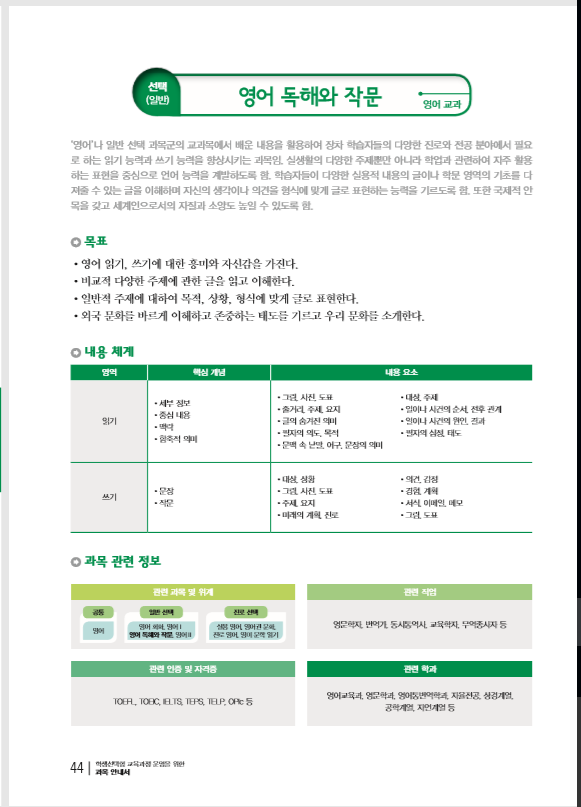 선택
(일반)
영어 독해와 작문
영어 교과
'영어'나 일반 선택 과목군의 교과목에서 배운 내용을 활용하여 장차 학습자들의 다양한 진로와 전공 분야에서 필요
로 하는 읽기 능력과 쓰기 능력을 향상시키는 과목임. 실생활의 다양한 주제뿐만 아니라 학업과 관련하여 자주 활용
하는 표현을 중심으로 언어 능력을 계발하도록 함. 학습자들이 다양한 실용적 내용의 글이나 학문 영역의 기초를 다
져줄 수 있는 글을 이해하며 자신의 생각이나 의견을 형식에 맞게 글로 표현하는 능력을 기르도록 함. 또한 국제적 안
목을 갖고 세계인으로서의 자질과 소양도 높일 수 있도록 함.
목표
• 영어 읽기, 쓰기에 대한 흥미와 자신감을 가진다.
• 비교적 다양한 주제에 관한 글을 읽고 이해한다.
• 일반적 주제에 대하여 목적, 상황, 형식에 맞게 글로 표현한다.
• 외국 문화를 바르게 이해하고 존중하는 태도를 기르고 우리 문화를 소개한다.
내용 체계
영역 핵심 개념 내용 요소
읽기
• 세부 정보
• 중심 내용
• 맥락
• 함축적 의미
• 그림, 사진, 도표
• 줄거리, 주제, 요지
• 글의 숨겨진 의미
• 필자의 의도, 목적
• 문맥 속 낱말, 어구, 문장의 의미
• 대상, 주제
• 일이나 사건의 순서, 전후 관계
• 일이나 사건의 원인, 결과
• 필자의 심정, 태도
쓰기
• 문장
• 작문
• 대상, 상황
• 그림, 사진, 도표
• 주제, 요지
• 미래의 계획, 진로
• 의견, 감정
• 경험, 계획
• 서식, 이메일, 메모
• 그림, 도표
과목 관련 정보
관련 과목 및 위계
공통
영어
일반 선택
영어 회화, 영어 I
영어 독해와 작문, 영어 II
진로 선택
실용 영어, 영어권 문화,
진로 영어, 영미 문학 읽기
관련 직업
영문학자, 번역가, 동시통역사, 교육학자, 무역종사자 등
관련 인증 및 자격증
TOEFL, TOEIC, IELTS, TEPS, TELP, OPIc 등
관련 학과
영어교육과, 영문학과, 영어통번역학과, 자율전공, 상경계열,
공학계열, 자연계열 등
44
학생선택형 교육과정 운영을 위한
과목 안내서